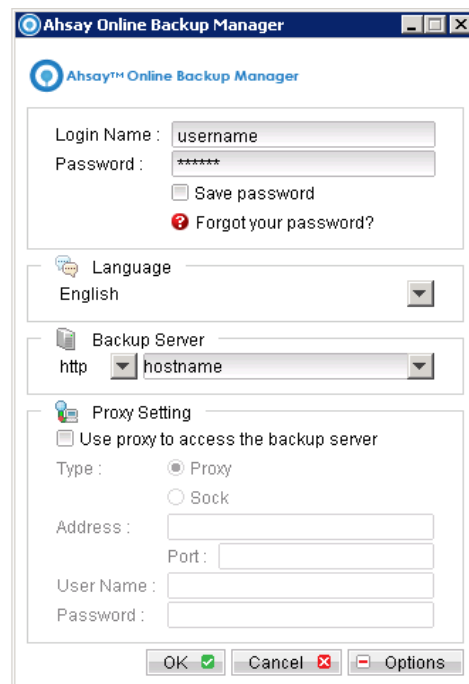 Ahsay Online Backup Manager
Ahsay™ Online Backup Manager
Login Name : username
Password : ******
Save password
Forgot your password?
Language
English
Backup Server
http hostname
Proxy Setting
Use proxy to access the backup server
Type : Proxy
Sock
Address :
Port :
User Name :
Password :
OK Cancel Options